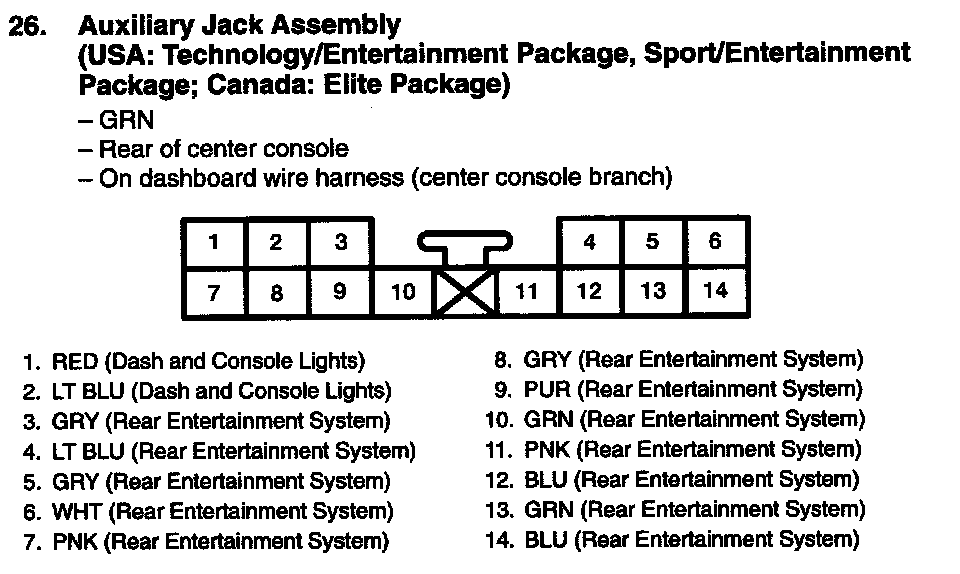 26. Auxiliary Jack Assembly
(USA: Technology/Entertainment Package, Sport/Entertainment
Package; Canada: Elite Package)
– GRN
– Rear of center console
– On dashboard wire harness (center console branch)
1 2 3 4 5 6
7 8 9 10 11 12 13 14
1. RED (Dash and Console Lights)
2. LT BLU (Dash and Console Lights)
3. GRY (Rear Entertainment System)
4. LT BLU (Rear Entertainment System)
5. GRY (Rear Entertainment System)
6. WHT (Rear Entertainment System)
7. PNK (Rear Entertainment System)
8. GRY (Rear Entertainment System)
9. PUR (Rear Entertainment System)
10. GRN (Rear Entertainment System)
11. PNK (Rear Entertainment System)
12. BLU (Rear Entertainment System)
13. GRN (Rear Entertainment System)
14. BLU (Rear Entertainment System)